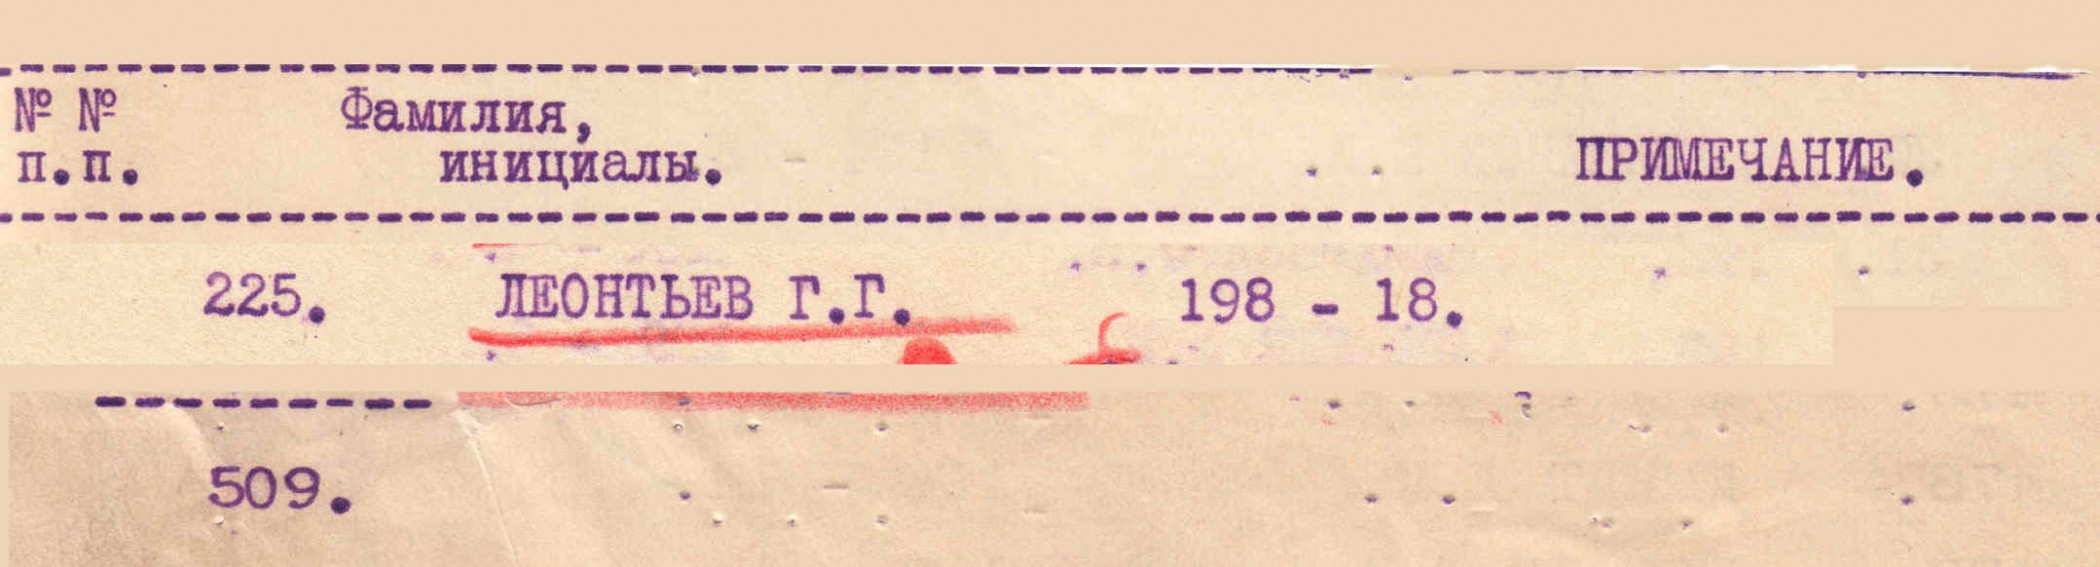 № № Фамилия,
п.п. инициалы. ПРИМЕЧАНИЕ.
225. ЛЕОНТЬЕВ Г.Г. 198 - 18.
509.